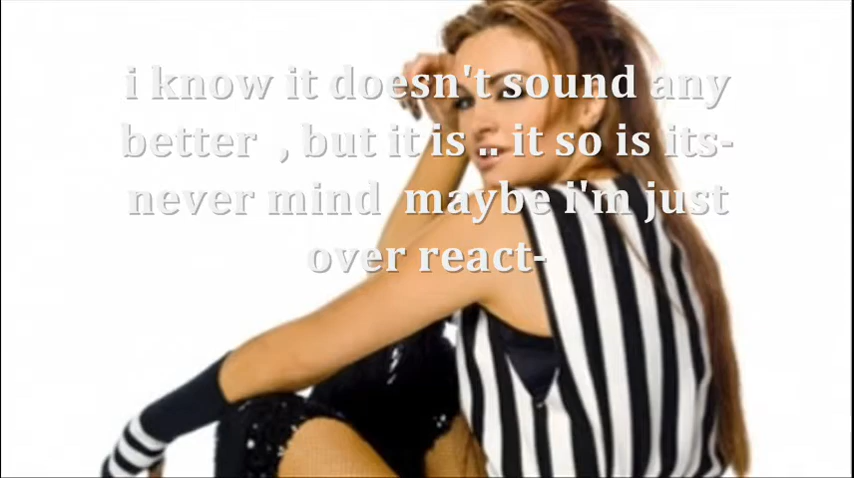 i know it doesn't sound any
better , but it is .. it so is its-
never mind maybe i'm just
over react-